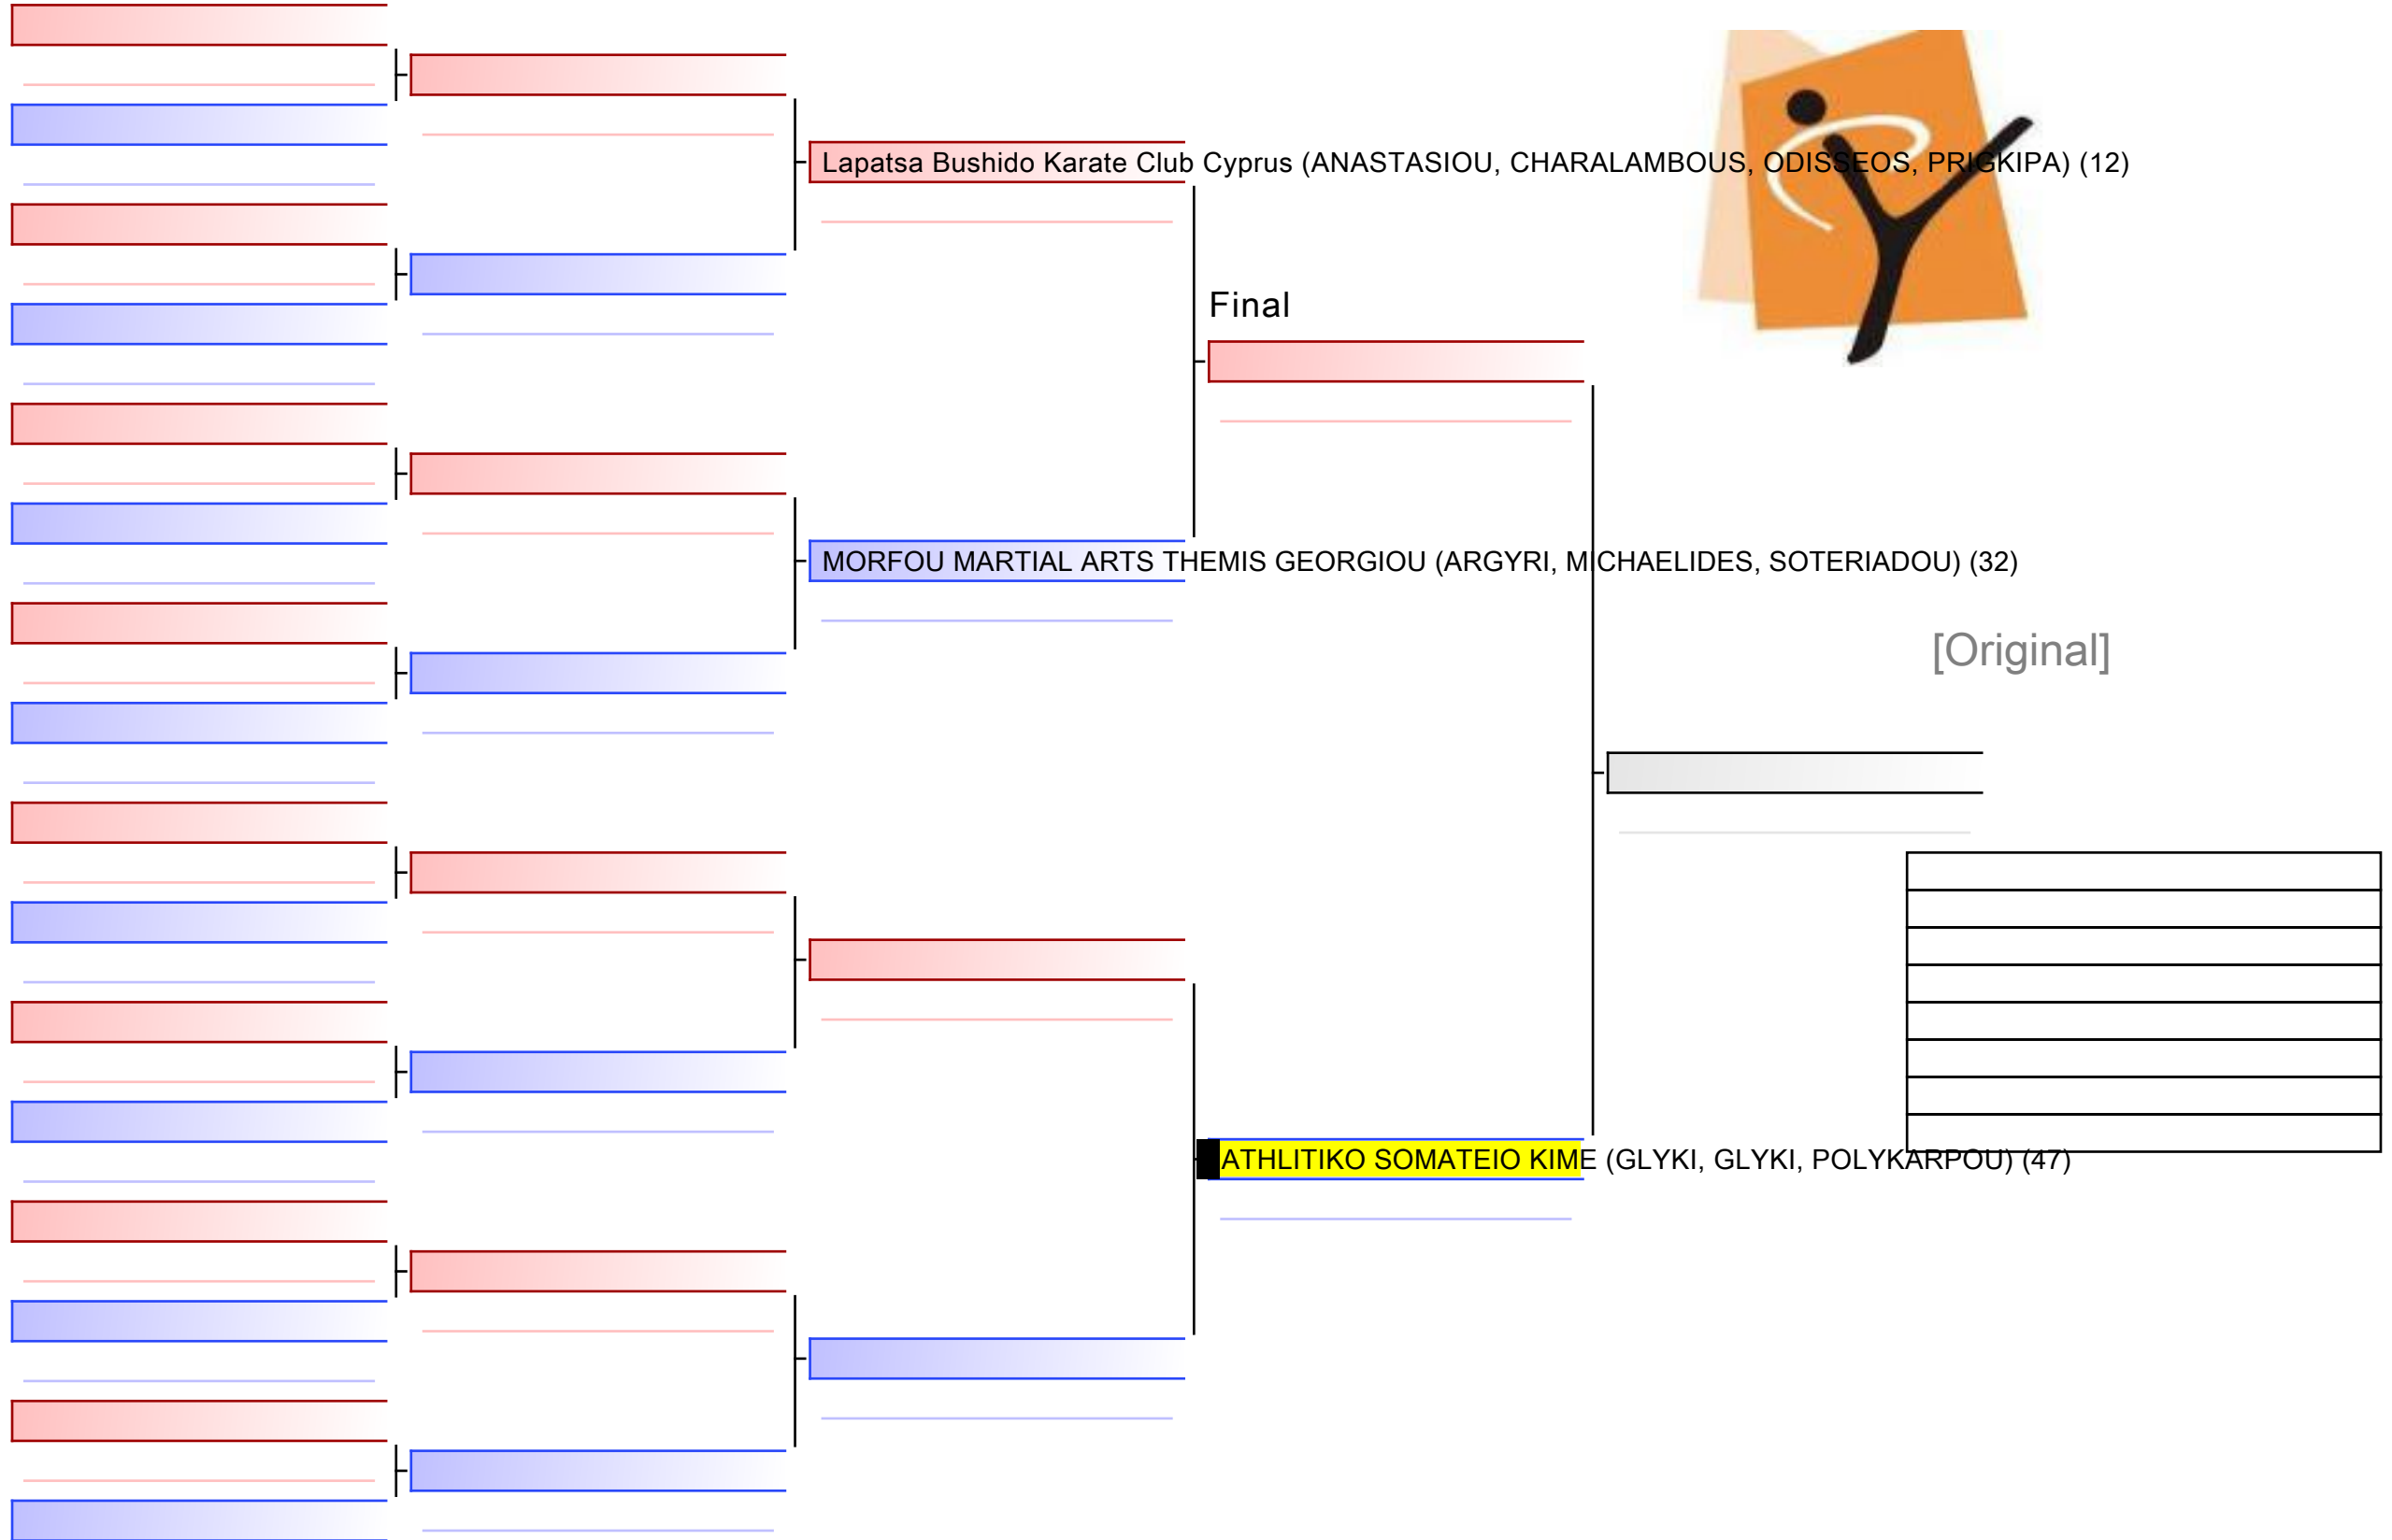 Lapatsa Bushido Karate Club Cyprus (ANASTASIOU, CHARALAMBOUS, ODISSEOS, PRIGKIPA) (12)
Final
MORFOU MARTIAL ARTS THEMIS GEORGIOU (ARGYRI, MICHAELIDES, SOTERIADOU) (32)
[Original]
ATHLITIKO SOMATEIO KIME (GLYKI, GLYKI, POLYKARPOU) (47)